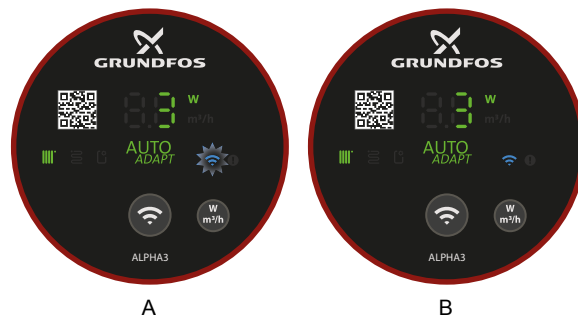 GRUNDFOS
3 W
m³/h
AUTO
ADAPT
W
m³/h
ALPHA3
A
GRUNDFOS
3 W
m³/h
AUTO
ADAPT
W
m³/h
ALPHA3
B